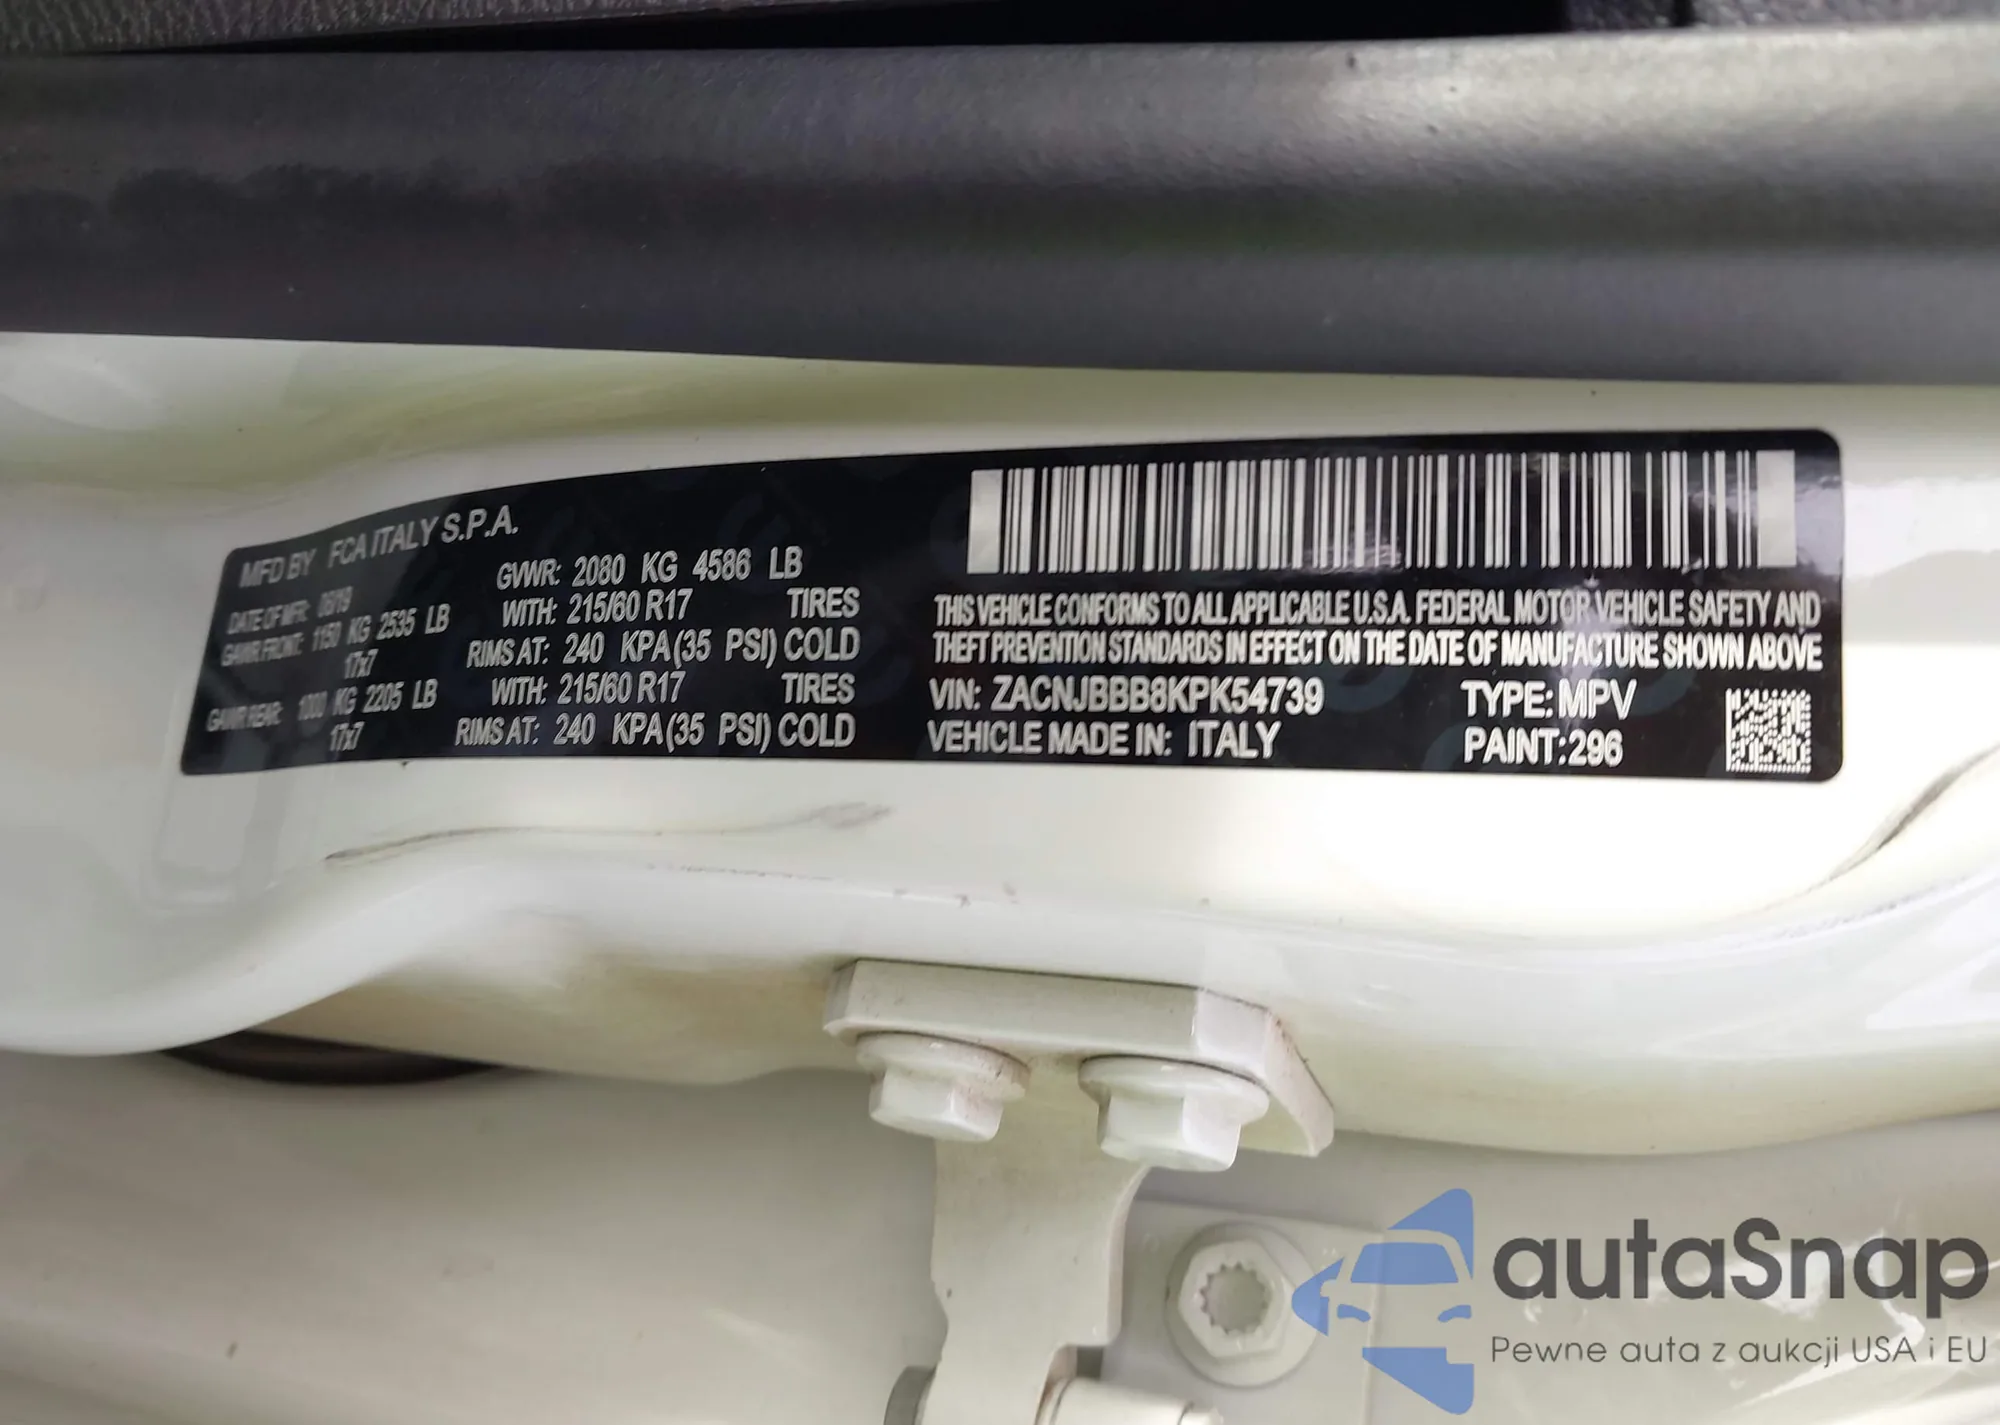 MFD BY FCA ITALY S.P.A.
DATE OF MFR: 06/19 GVWR: 2080 KG 4586 LB
GAWR FRONT: 1150 KG 2535 LB WITH: 215/60 R17 TIRES
17x7 RIMS AT: 240 KPA(35 PSI) COLD
GAWR REAR: 1000 KG 2205 LB WITH: 215/60 R17 TIRES
17x7 RIMS AT: 240 KPA(35 PSI) COLD
THIS VEHICLE CONFORMS TO ALL APPLICABLE U.S.A. FEDERAL MOTOR VEHICLE SAFETY AND
THEFT PREVENTION STANDARDS IN EFFECT ON THE DATE OF MANUFACTURE SHOWN ABOVE
VIN: ZACNJBBB8KPK54739 TYPE: MPV
VEHICLE MADE IN: ITALY PAINT: 296
autaSnap
Pewne auta z aukcji USA i EU